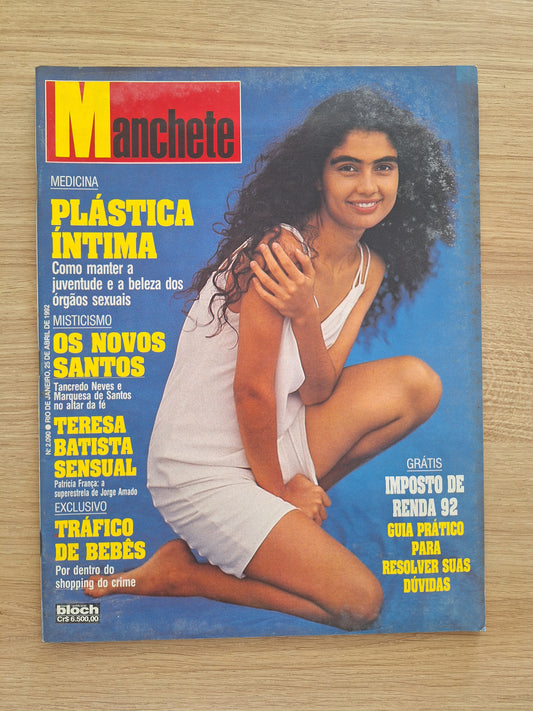 Manchete
MEDICINA
PLÁSTICA
ÍNTIMA
Como manter a
juventude e a beleza dos
órgãos sexuais
MISTICISMO
OS NOVOS
SANTOS
Tancredo Neves e
Marquesa de Santos
no altar da fé
TERESA
BATISTA
SENSUAL
Patrícia França: a
superestrela de Jorge Amado
EXCLUSIVO
TRÁFICO
DE BEBÊS
Por dentro do
shopping do crime
bloch
Cr$ 6.500,00
N.º 2.090 ● RIO DE JANEIRO, 25 DE ABRIL DE 1992
GRÁTIS
IMPOSTO DE
RENDA 92
GUIA PRÁTICO
PARA
RESOLVER SUAS
DÚVIDAS